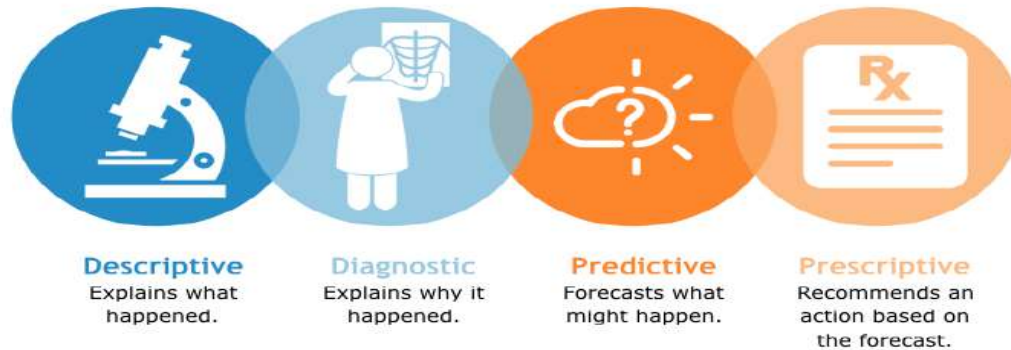 ?
Rx
Descriptive
Explains what
happened.
Diagnostic
Explains why it
happened.
Predictive
Forecasts what
might happen.
Prescriptive
Recommends an
action based on
the forecast.